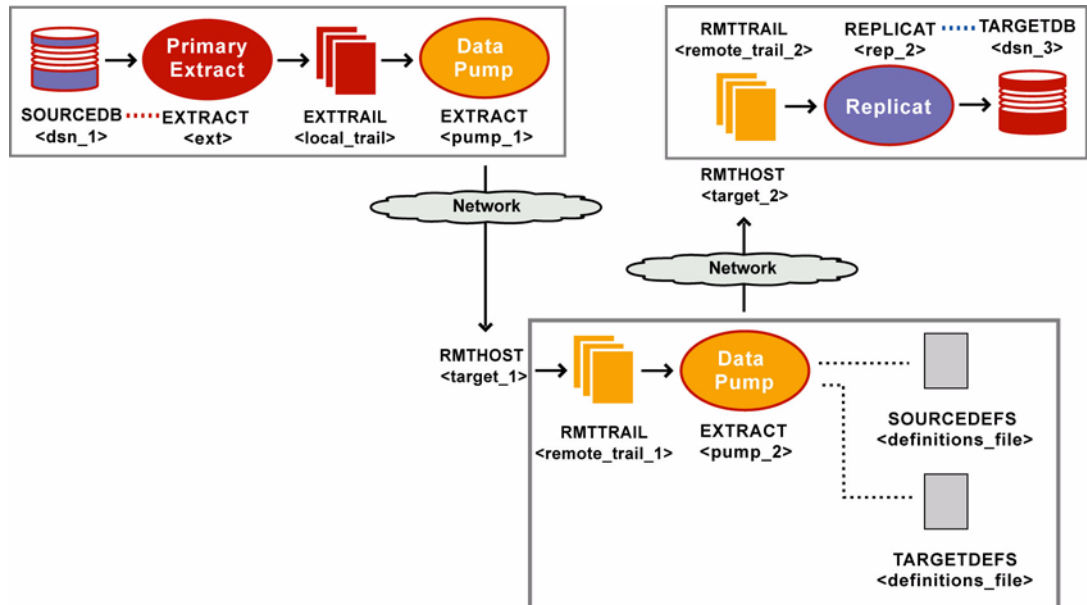 Primary
Extract
Data
Pump
SOURCEDB
<dsn_1>
EXTRACT
<ext>
EXTTRAIL
<local_trail>
EXTRACT
<pump_1>
RMTTRAIL
<remote_trail_2>
REPLICAT
<rep_2>
TARGETDB
<dsn_3>
Replicat
RMTHOST
<target_2>
Network
Network
RMTHOST
<target_1>
Data
Pump
RMTTRAIL
<remote_trail_1>
EXTRACT
<pump_2>
SOURCEDEFS
<definitions_file>
TARGETDEFS
<definitions_file>